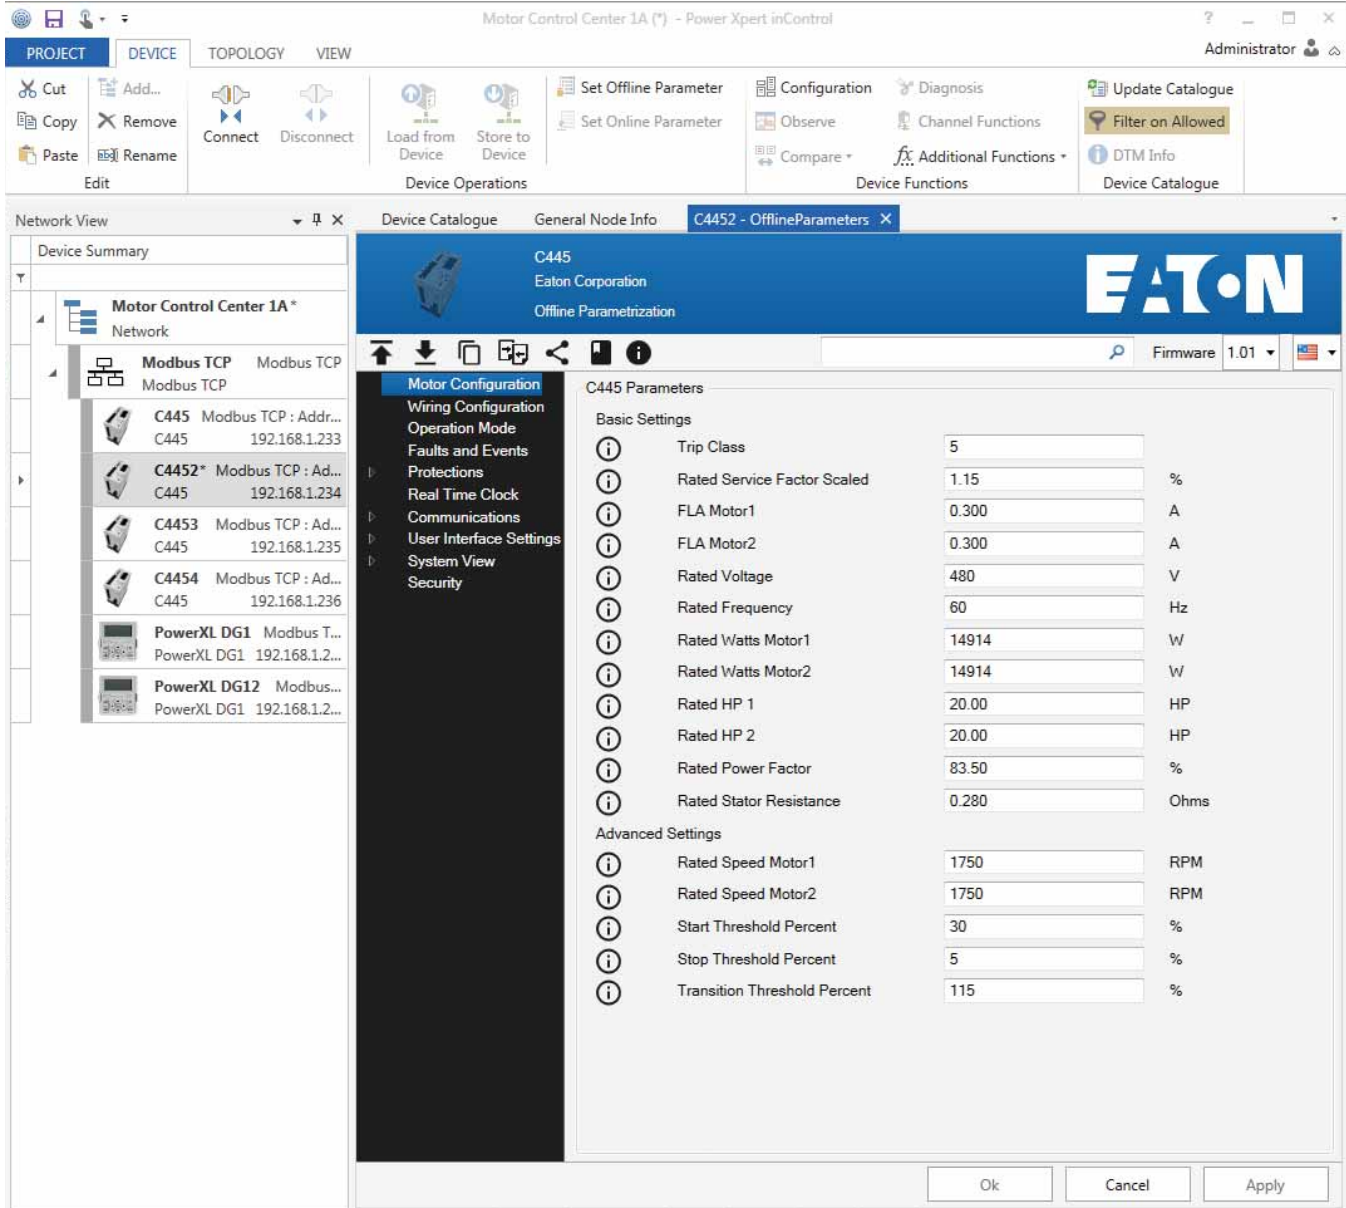 Motor Control Center 1A (*) - Power Xpert inControl
?
PROJECT DEVICE TOPOLOGY VIEW
Administrator
Cut
Copy
Paste
Add...
Remove
Rename
Edit
Connect
Disconnect
Load from
Device
Store to
Device
Set Offline Parameter
Set Online Parameter
Device Operations
Configuration
Observe
Compare
Diagnosis
Channel Functions
fx Additional Functions
Device Functions
Update Catalogue
Filter on Allowed
DTM Info
Device Catalogue
Network View
Device Summary
Motor Control Center 1A*
Network
Modbus TCP Modbus TCP
Modbus TCP
C445 Modbus TCP : Addr...
C445 192.168.1.233
C4452* Modbus TCP : Ad...
C445 192.168.1.234
C4453 Modbus TCP : Ad...
C445 192.168.1.235
C4454 Modbus TCP : Ad...
C445 192.168.1.236
PowerXL DG1 Modbus T...
PowerXL DG1 192.168.1.2...
PowerXL DG12 Modbus...
PowerXL DG1 192.168.1.2...
Device Catalogue General Node Info C4452 - OfflineParameters X
C445
Eaton Corporation
Offline Parametrization
EATON
Firmware 1.01
Motor Configuration
Wiring Configuration
Operation Mode
Faults and Events
Protections
Real Time Clock
Communications
User Interface Settings
System View
Security
C445 Parameters
Basic Settings
Trip Class 5
Rated Service Factor Scaled 1.15 %
FLA Motor1 0.300 A
FLA Motor2 0.300 A
Rated Voltage 480 V
Rated Frequency 60 Hz
Rated Watts Motor1 14914 W
Rated Watts Motor2 14914 W
Rated HP 1 20.00 HP
Rated HP 2 20.00 HP
Rated Power Factor 83.50 %
Rated Stator Resistance 0.280 Ohms
Advanced Settings
Rated Speed Motor1 1750 RPM
Rated Speed Motor2 1750 RPM
Start Threshold Percent 30 %
Stop Threshold Percent 5 %
Transition Threshold Percent 115 %
Ok Cancel Apply